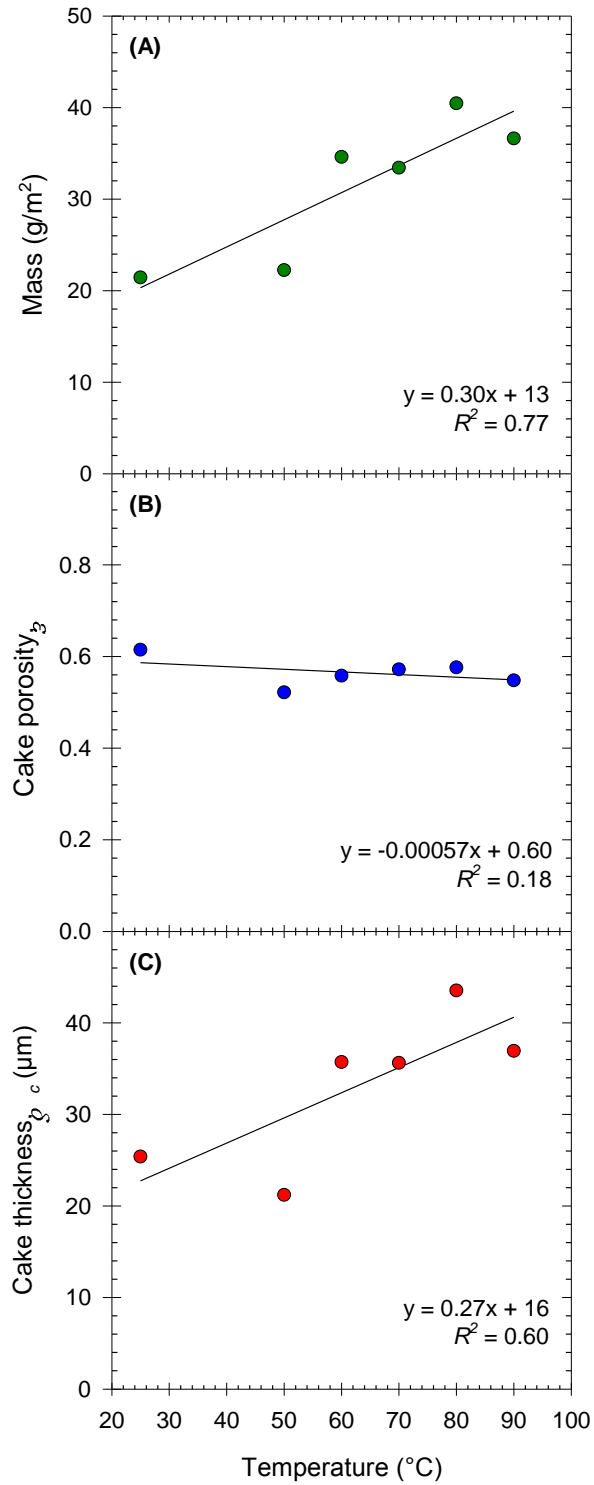 (A)
50
40
30
20
10
0
Mass (g/m²)
y = 0.30x + 13
R² = 0.77
(B)
0.8
0.6
0.4
0.2
0.0
Cake porosity
y = -0.00057x + 0.60
R² = 0.18
(C)
40
30
20
10
0
Cake thickness c (µm)
y = 0.27x + 16
R² = 0.60
20 30 40 50 60 70 80 90 100
Temperature (°C)